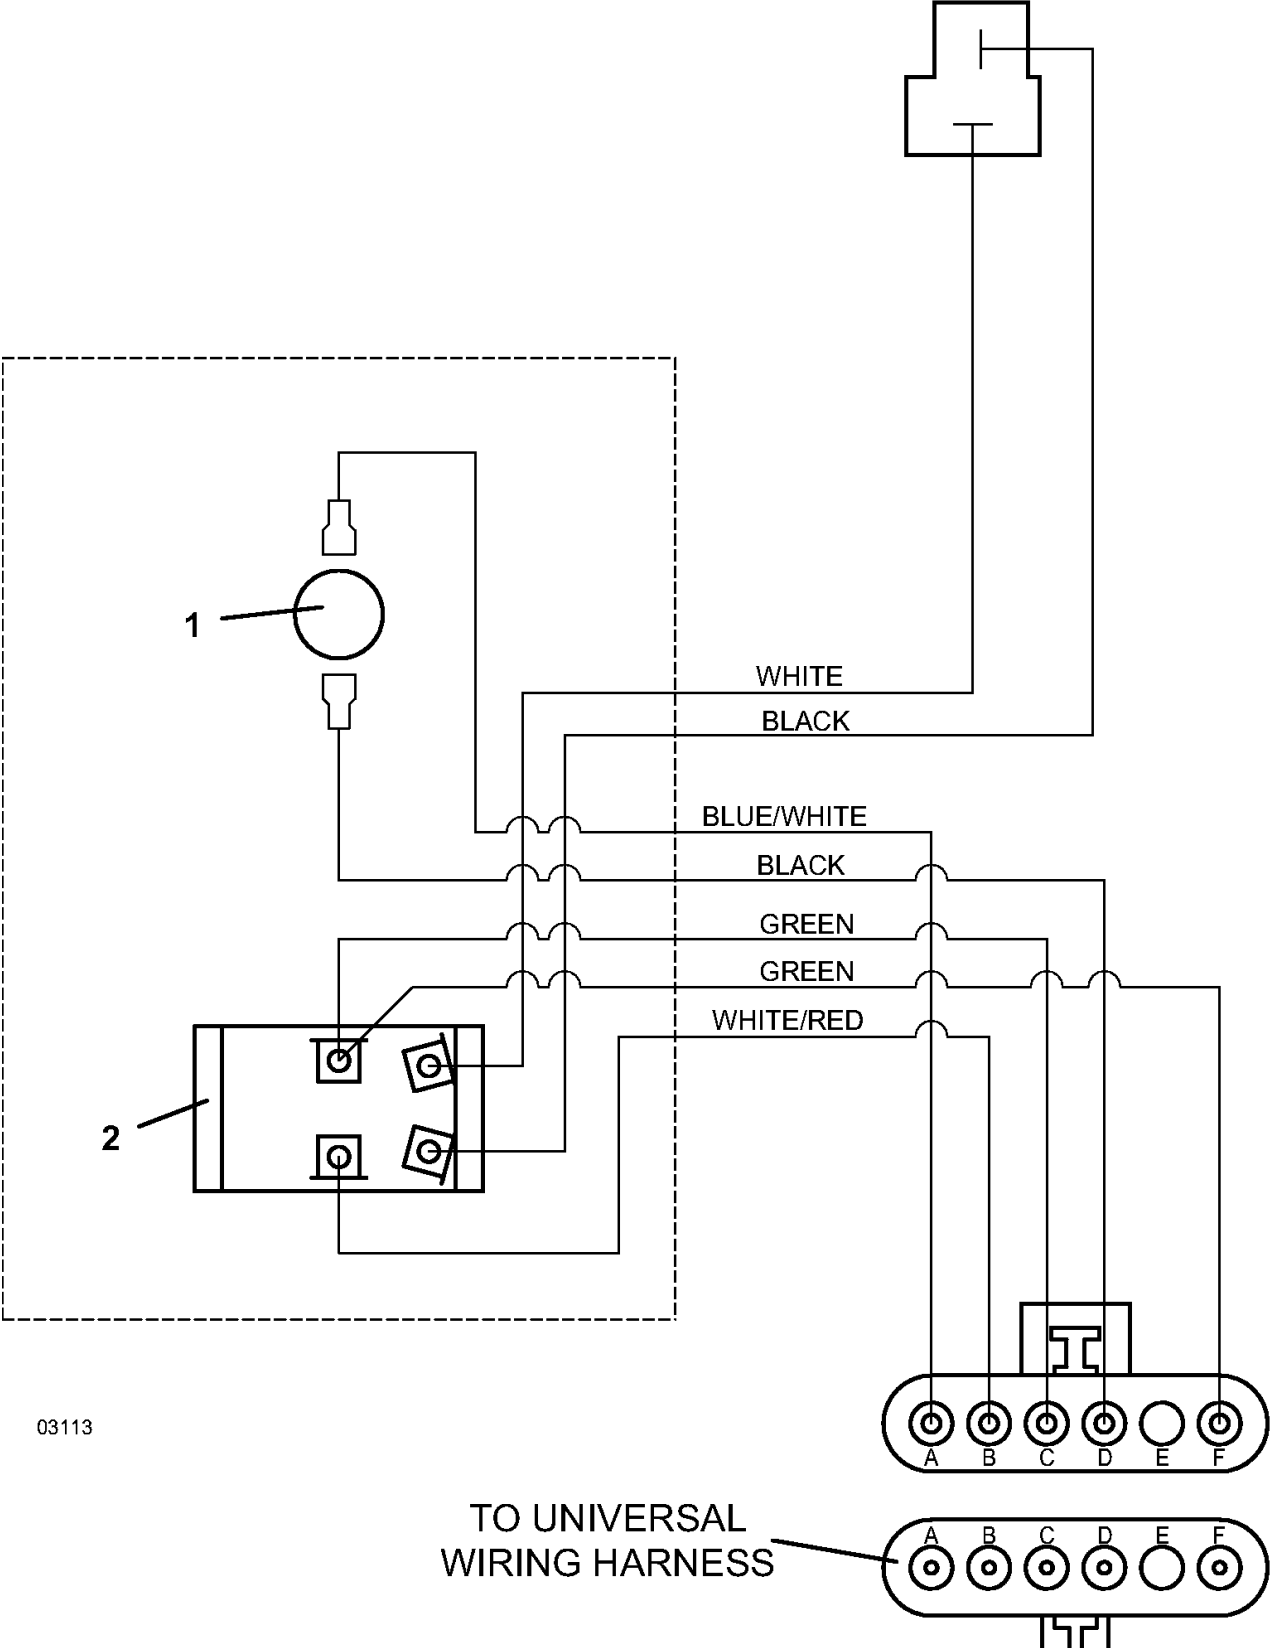 1
WHITE
BLACK
BLUE/WHITE
BLACK
GREEN
GREEN
WHITE/RED
2
03113
A B C D E F
TO UNIVERSAL
WIRING HARNESS
A B C D E F